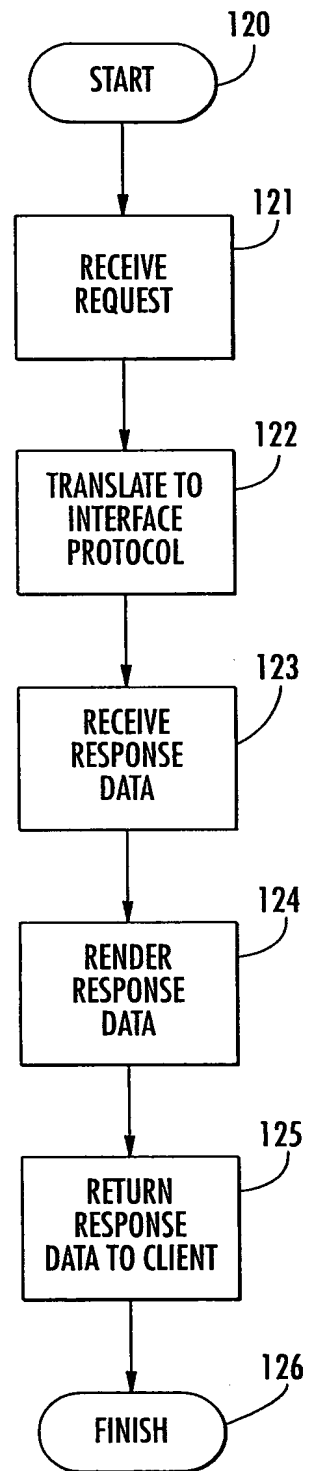 120
START
121
RECEIVE
REQUEST
122
TRANSLATE TO
INTERFACE
PROTOCOL
123
RECEIVE
RESPONSE
DATA
124
RENDER
RESPONSE
DATA
125
RETURN
RESPONSE
DATA TO CLIENT
126
FINISH